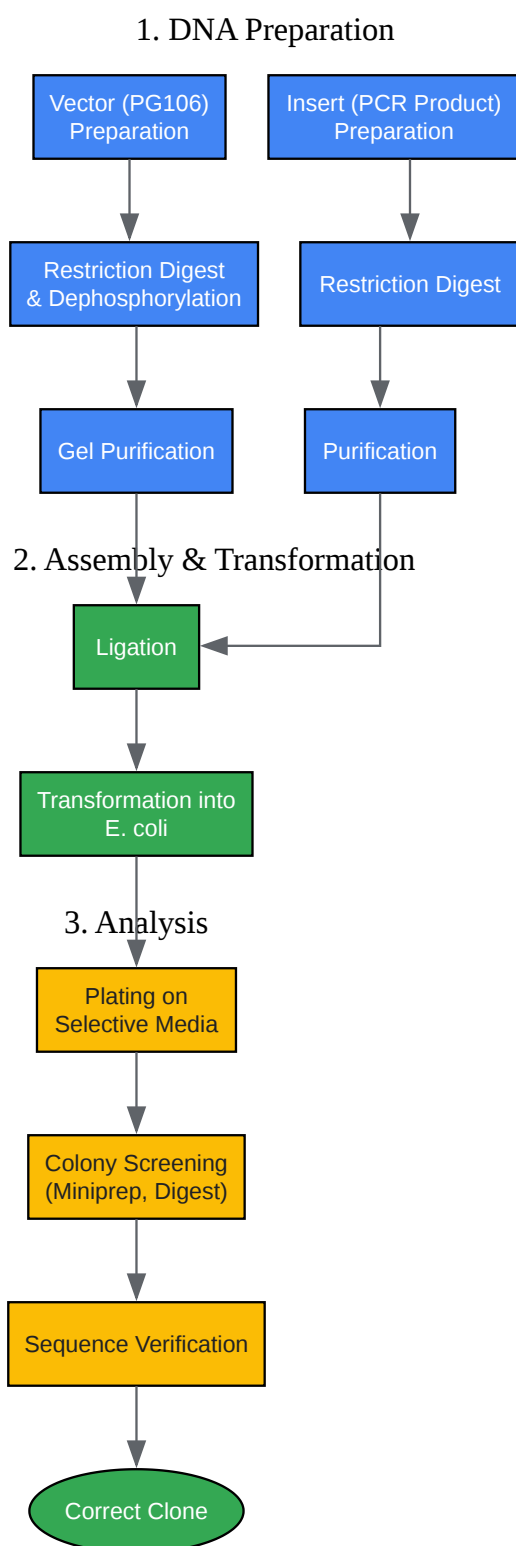 1. DNA Preparation
Vector (PG106)
Preparation
Insert (PCR Product)
Preparation
Restriction Digest
& Dephosphorylation
Restriction Digest
Gel Purification
Purification
2. Assembly & Transformation
Ligation
Transformation into
E. coli
3. Analysis
Plating on
Selective Media
Colony Screening
(Miniprep, Digest)
Sequence Verification
Correct Clone